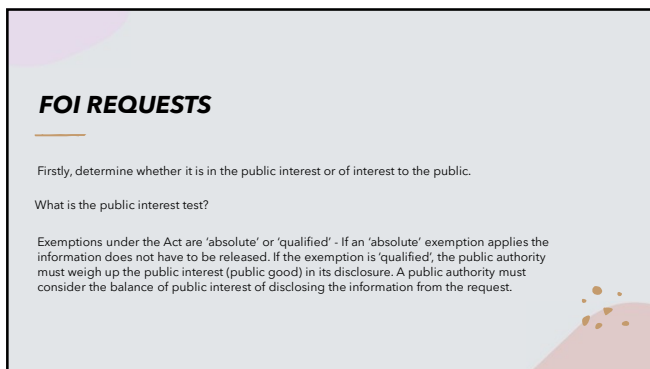 FOI REQUESTS
Firstly, determine whether it is in the public interest or of interest to the public.
What is the public interest test?
Exemptions under the Act are ‘absolute’ or ‘qualified’ - If an ‘absolute’ exemption applies the
information does not have to be released. If the exemption is ‘qualified’, the public authority
must weigh up the public interest (public good) in its disclosure. A public authority must
consider the balance of public interest of disclosing the information from the request.